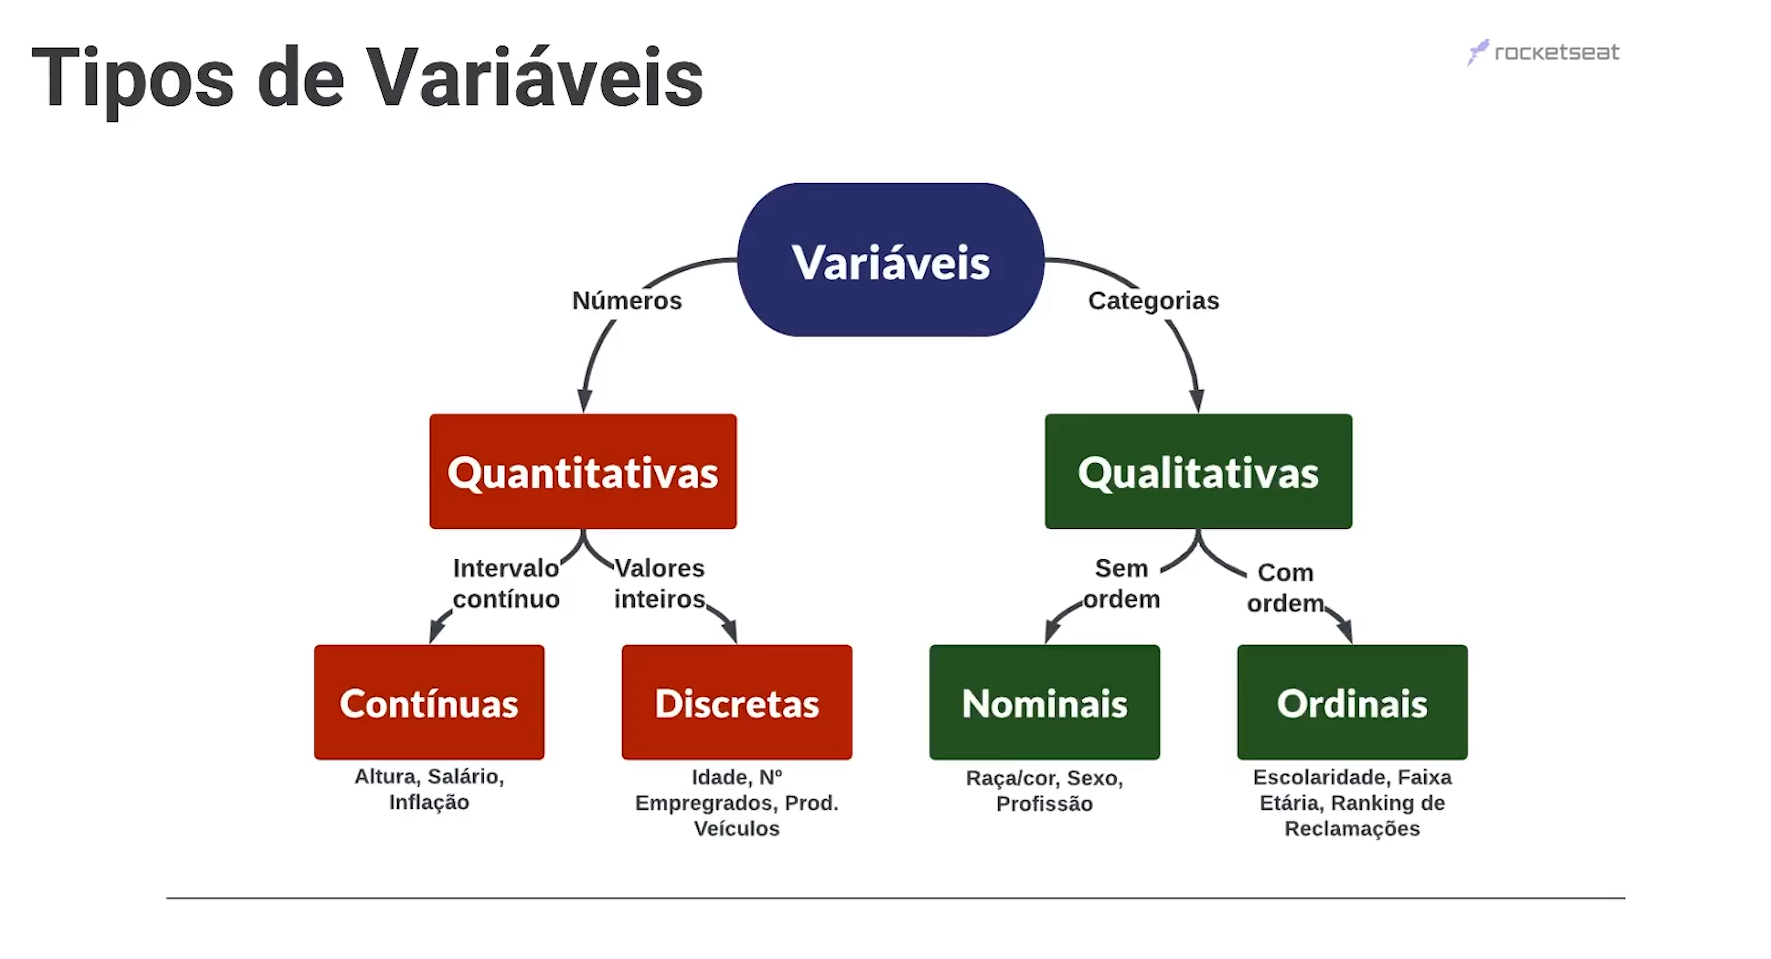 Tipos de Variáveis
rocketseat
Variáveis
Números
Categorias
Quantitativas
Qualitativas
Intervalo
contínuo
Valores
inteiros
Sem
ordem
Com
ordem
Contínuas
Discretas
Nominais
Ordinais
Altura, Salário,
Inflação
Idade, Nº
Empregrados, Prod.
Veículos
Raça/cor, Sexo,
Profissão
Escolaridade, Faixa
Etária, Ranking de
Reclamações